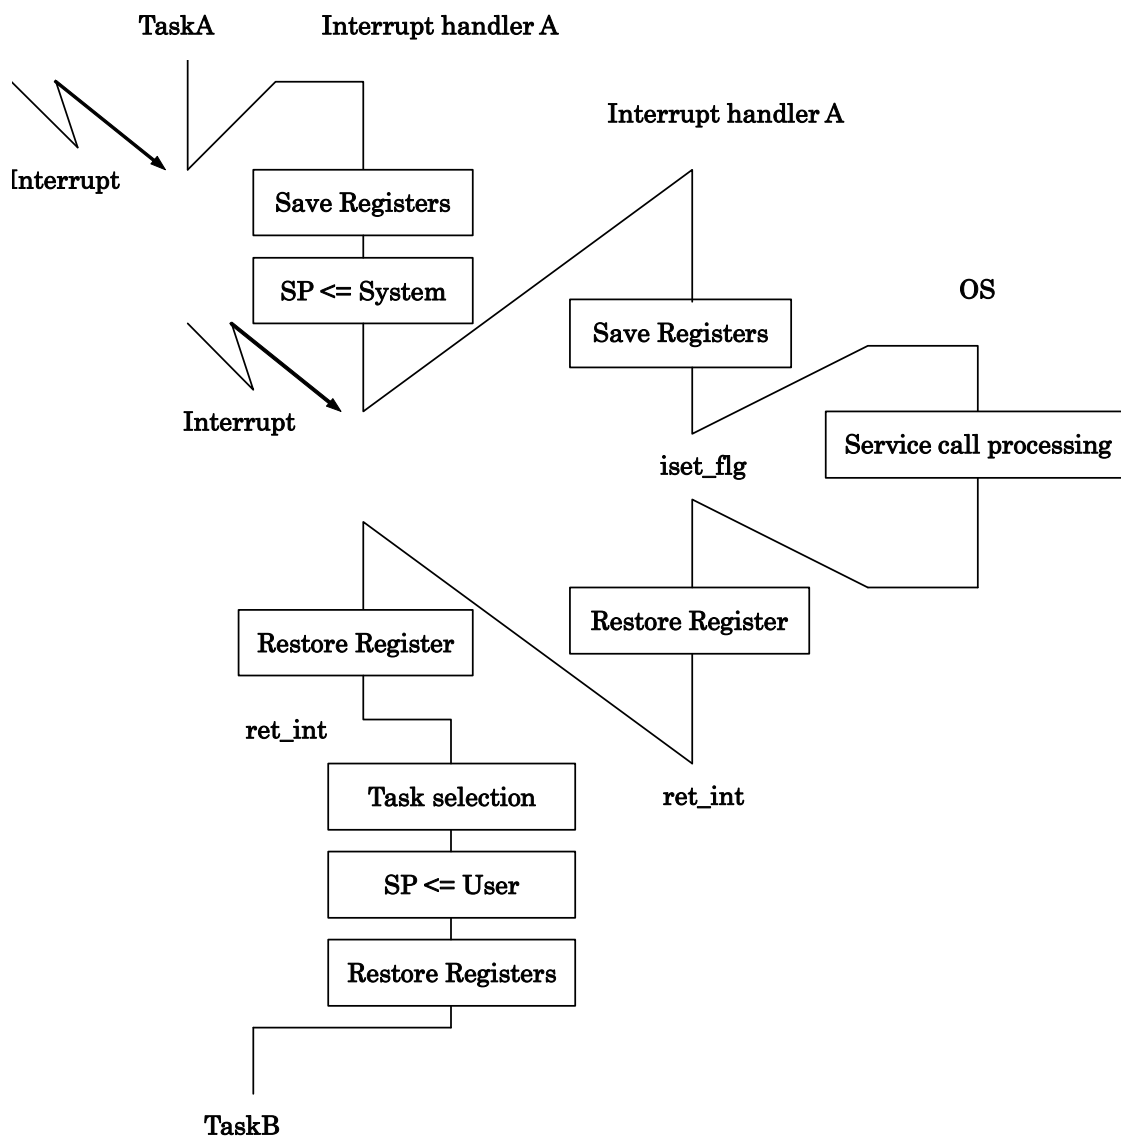 TaskA
Interrupt handler A
Interrupt handler A
Interrupt
Save Registers
SP <= System
OS
Save Registers
Interrupt
Service call processing
iset_flg
Restore Register
Restore Register
ret_int
Task selection
ret_int
SP <= User
Restore Registers
TaskB